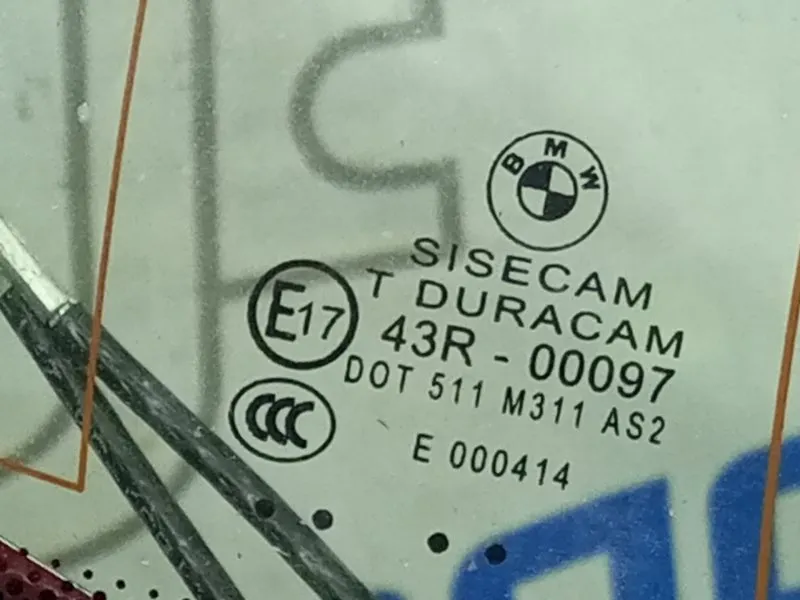 BMW
SISECAM
T DURACAM
E17
43R - 00097
DOT 511 M311 AS2
CCC
E 000414